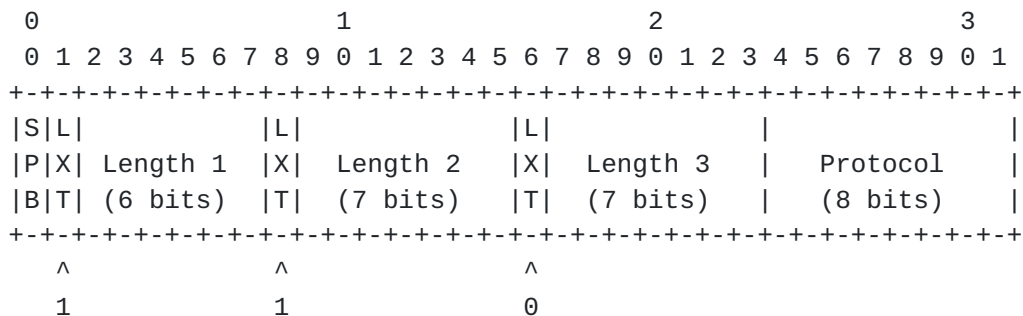 0                   1                   2                   3
 0 1 2 3 4 5 6 7 8 9 0 1 2 3 4 5 6 7 8 9 0 1 2 3 4 5 6 7 8 9 0 1
+-+-+-+-+-+-+-+-+-+-+-+-+-+-+-+-+-+-+-+-+-+-+-+-+-+-+-+-+-+-+-+-+
|S|L|           |L|             |L|             |               |
|P|X| Length 1  |X|  Length 2   |X|  Length 3   |   Protocol    |
|B|T| (6 bits)  |T|  (7 bits)   |T|  (7 bits)   |   (8 bits)    |
+-+-+-+-+-+-+-+-+-+-+-+-+-+-+-+-+-+-+-+-+-+-+-+-+-+-+-+-+-+-+-+-+
   ^             ^               ^
   1             1               0